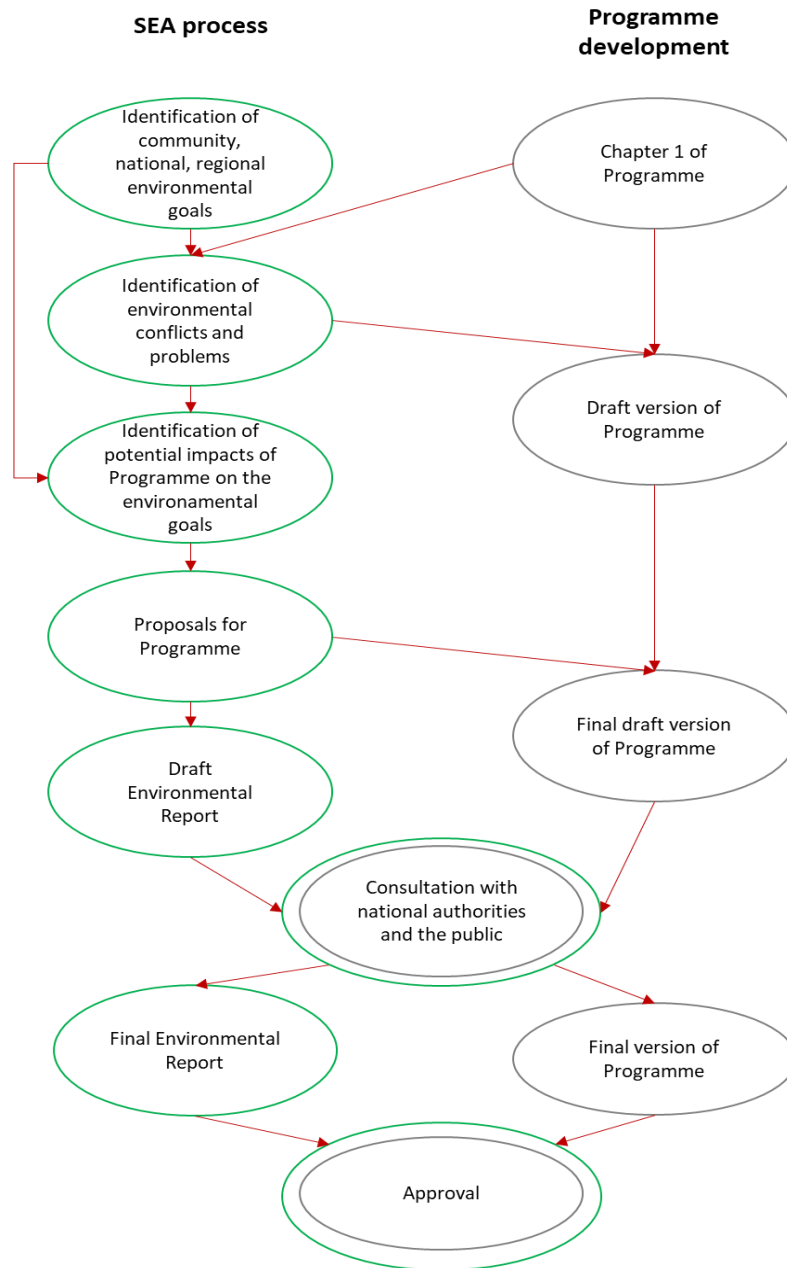 SEA process
Programme
development
Identification of
community,
national, regional
environmental
goals
Chapter 1 of
Programme
Identification of
environmental
conflicts and
problems
Draft version of
Programme
Identification of
potential impacts of
Programme on the
environamental
goals
Proposals for
Programme
Final draft version
of Programme
Draft
Environmental
Report
Consultation with
national authorities
and the public
Final Environmental
Report
Final version of
Programme
Approval